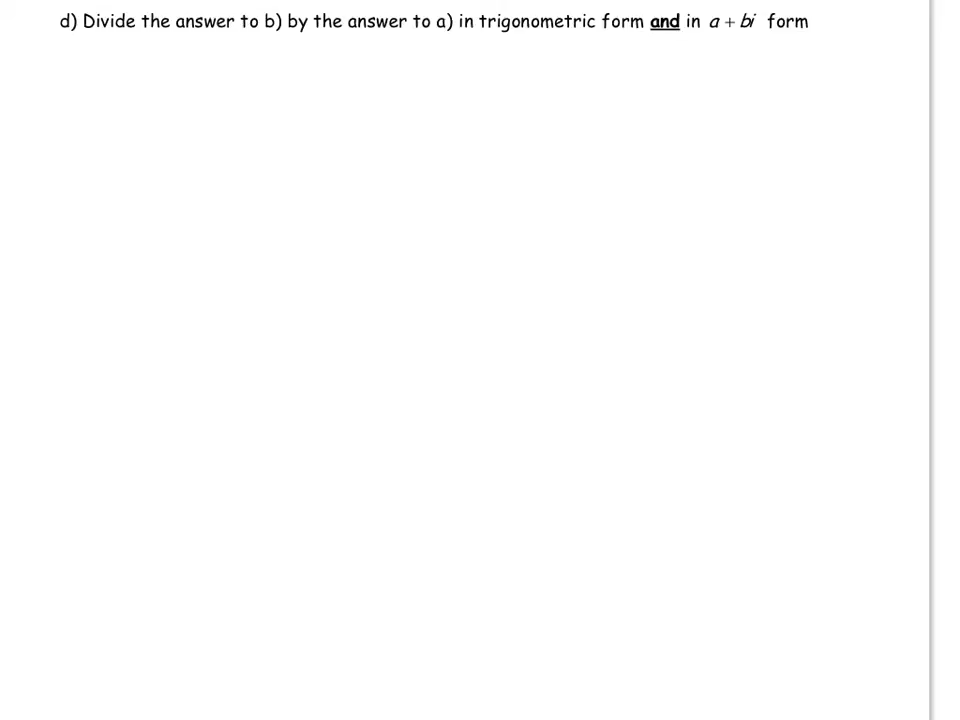 d) Divide the answer to b) by the answer to a) in trigonometric form and in a + bi form